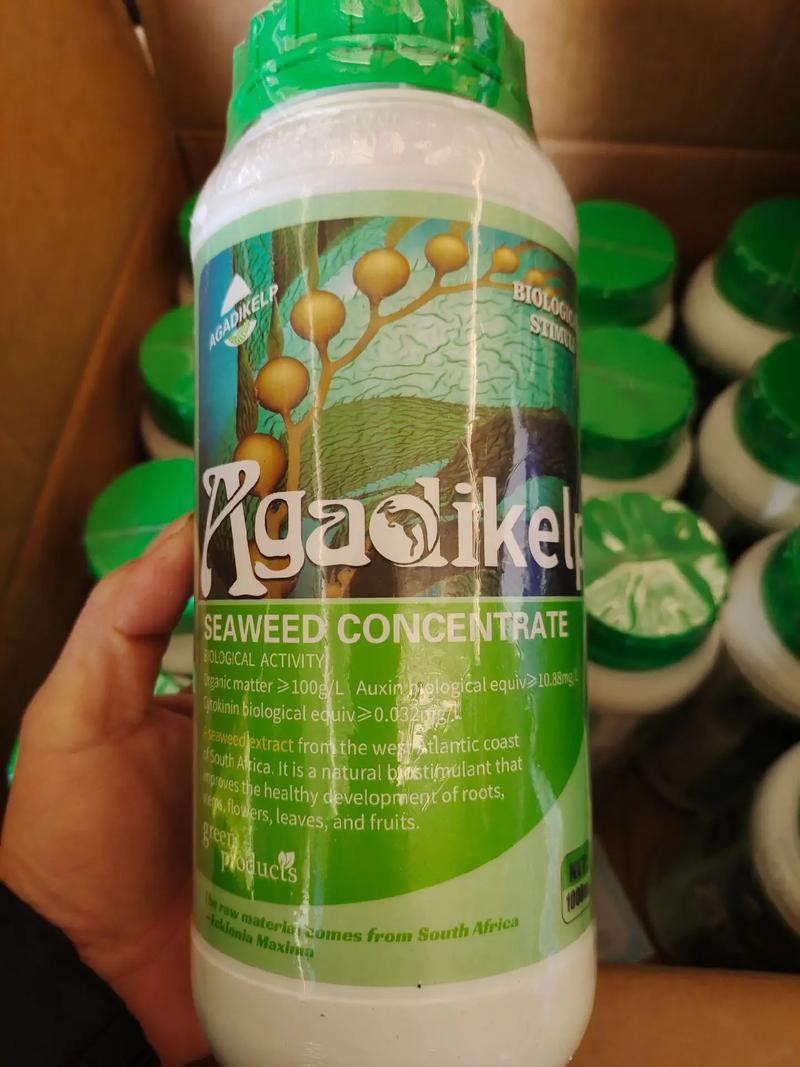 AGADIKELP
BIOLOGIC
STIMUL
Agadikelp
SEAWEED CONCENTRATE
BIOLOGICAL ACTIVITY
Organic matter ⩾100g/L Auxin biological equiv⩾10.88mg/L
Cytokinin biological equiv⩾0.032mg/L
A seaweed extract from the west Atlantic coast
of South Africa. It is a natural biostimulant that
improves the healthy development of roots,
stems, flowers, leaves, and fruits.
green
products
NET
1000m
The raw material comes from South Africa
-Ecklonia Maxima